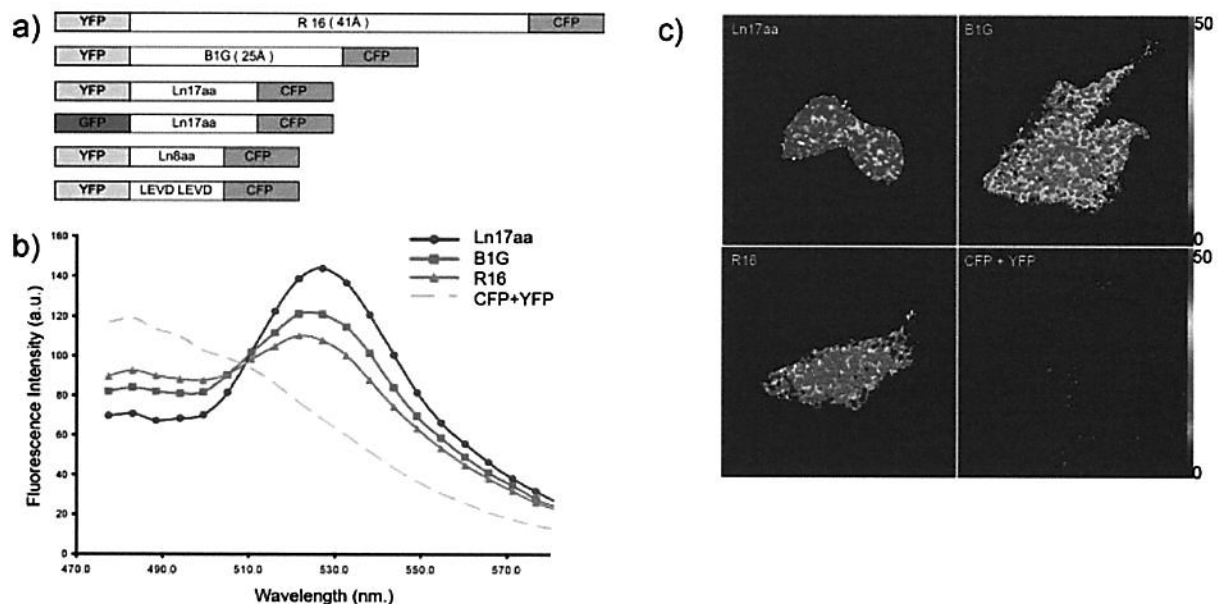 a)
YFP R 16 ( 41Å ) CFP
YFP B1G ( 25Å ) CFP
YFP Ln17aa CFP
GFP Ln17aa CFP
YFP Ln8aa CFP
YFP LEVD LEVD CFP
b)
Fluorescence Intensity (a.u.)
160
140
120
100
80
60
40
20
0
470.0 490.0 510.0 530.0 550.0 570.0
Wavelength (nm.)
Ln17aa
B1G
R16
CFP+YFP
c)
Ln17aa
B1G
50
0
R16
CFP + YFP
50
0